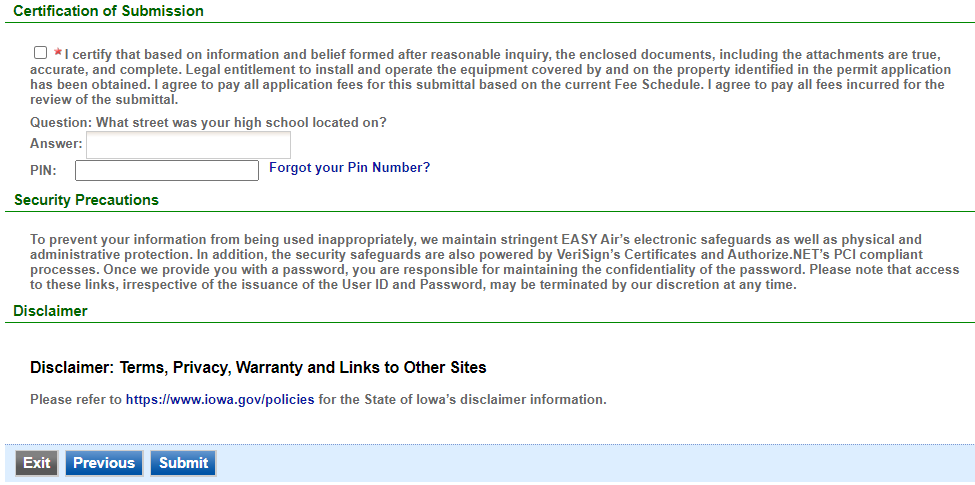 Certification of Submission
* I certify that based on information and belief formed after reasonable inquiry, the enclosed documents, including the attachments are true,
accurate, and complete. Legal entitlement to install and operate the equipment covered by and on the property identified in the permit application
has been obtained. I agree to pay all application fees for this submittal based on the current Fee Schedule. I agree to pay all fees incurred for the
review of the submittal.
Question: What street was your high school located on?
Answer:
PIN: Forgot your Pin Number?
Security Precautions
To prevent your information from being used inappropriately, we maintain stringent EASY Air’s electronic safeguards as well as physical and
administrative protection. In addition, the security safeguards are also powered by VeriSign’s Certificates and Authorize.NET’s PCI compliant
processes. Once we provide you with a password, you are responsible for maintaining the confidentiality of the password. Please note that access
to these links, irrespective of the issuance of the User ID and Password, may be terminated by our discretion at any time.
Disclaimer
Disclaimer: Terms, Privacy, Warranty and Links to Other Sites
Please refer to https://www.iowa.gov/policies for the State of Iowa’s disclaimer information.
Exit Previous Submit